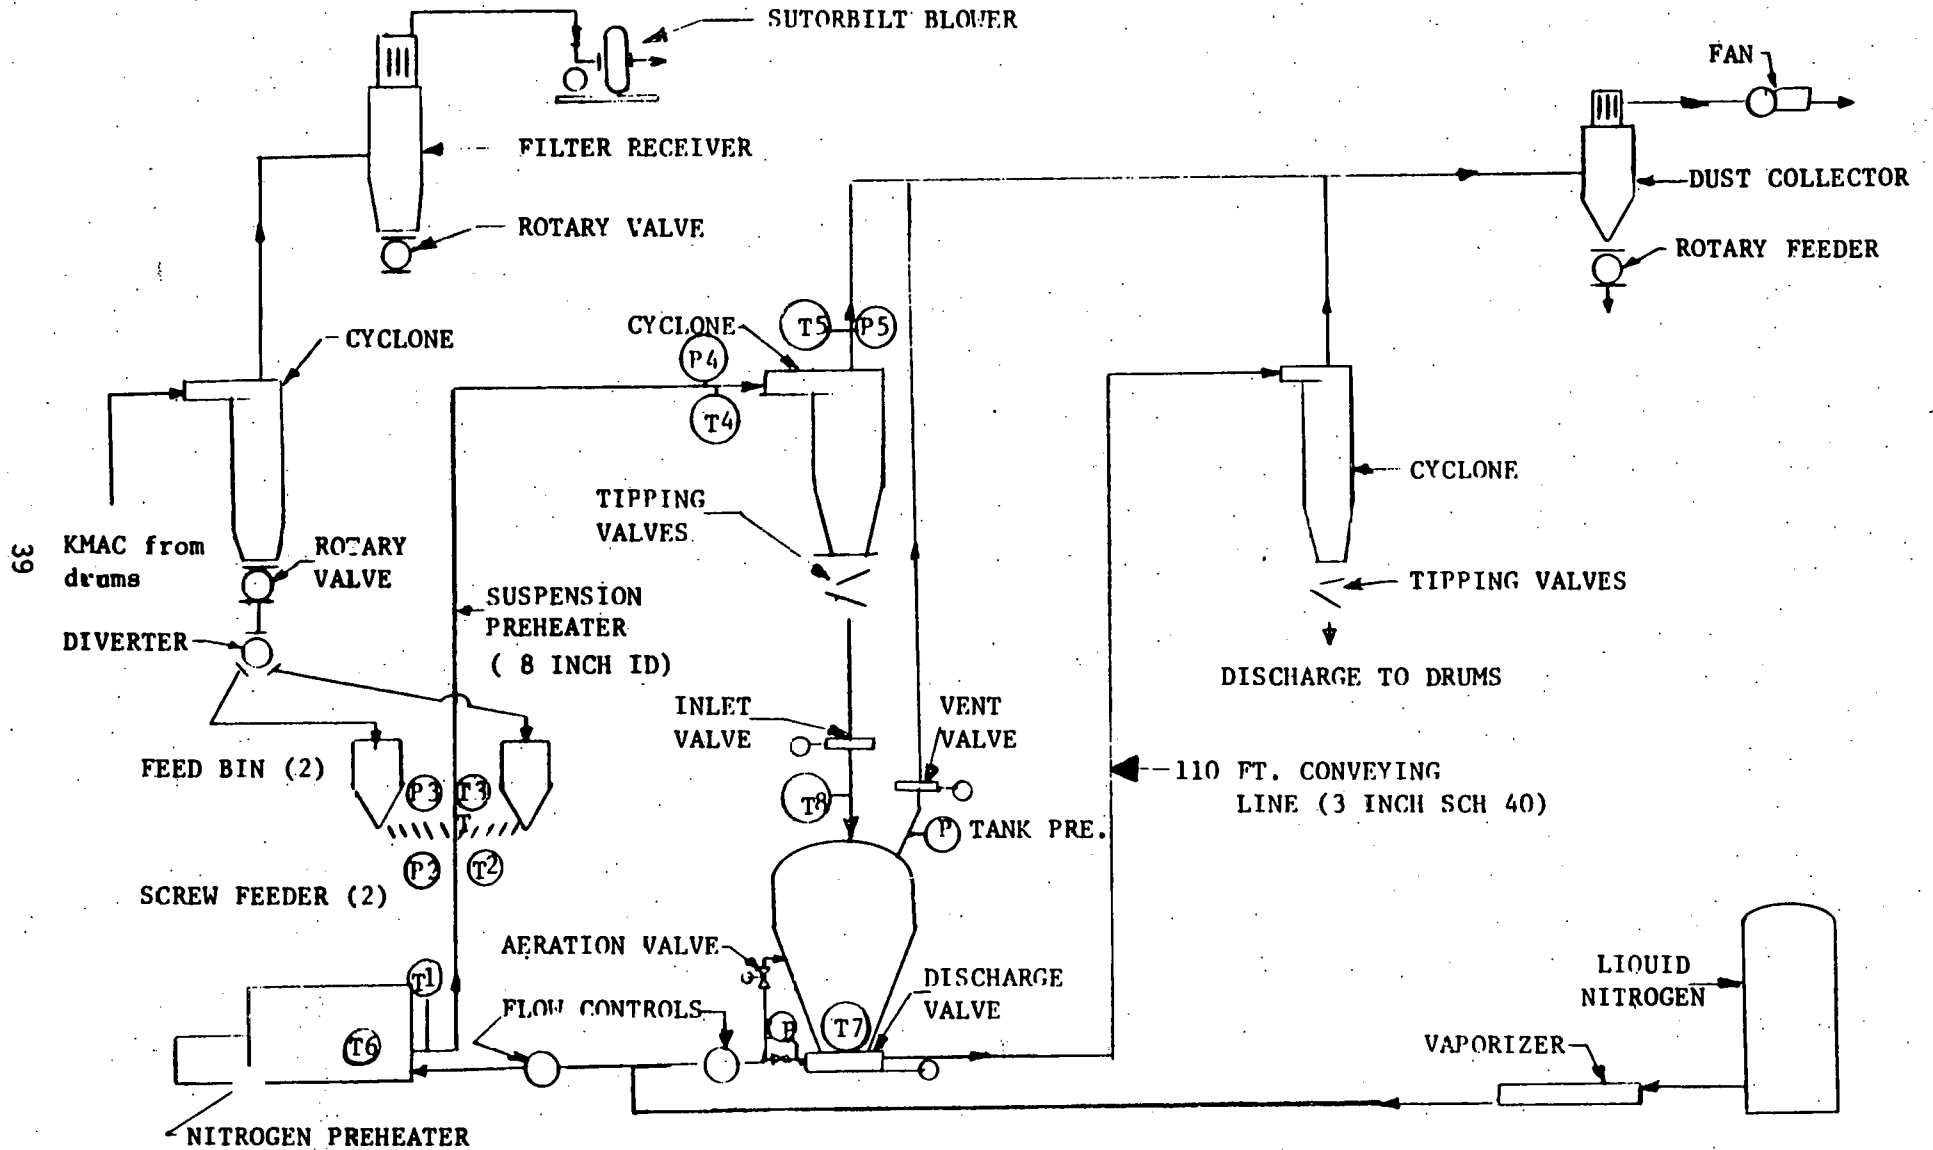 SUTORBILT BLOWER
FAN
FILTER RECEIVER
DUST COLLECTOR
ROTARY VALVE
ROTARY FEEDER
CYCLONE
T5
P5
CYCLONE
P4
T4
CYCLONE
TIPPING
VALVES
39
KMAC from
drums
ROTARY
VALVE
TIPPING VALVES
SUSPENSION
PREHEATER
( 8 INCH ID)
DIVERTER
DISCHARGE TO DRUMS
INLET
VALVE
VENT
VALVE
FEED BIN (2)
P3
T3
T
T8
110 FT. CONVEYING
LINE (3 INCH SCH 40)
P
TANK PRE.
P2
T2
SCREW FEEDER (2)
AERATION VALVE
T1
DISCHARGE
VALVE
LIQUID
NITROGEN
FLOW CONTROLS
P
T7
T6
VAPORIZER
NITROGEN PREHEATER